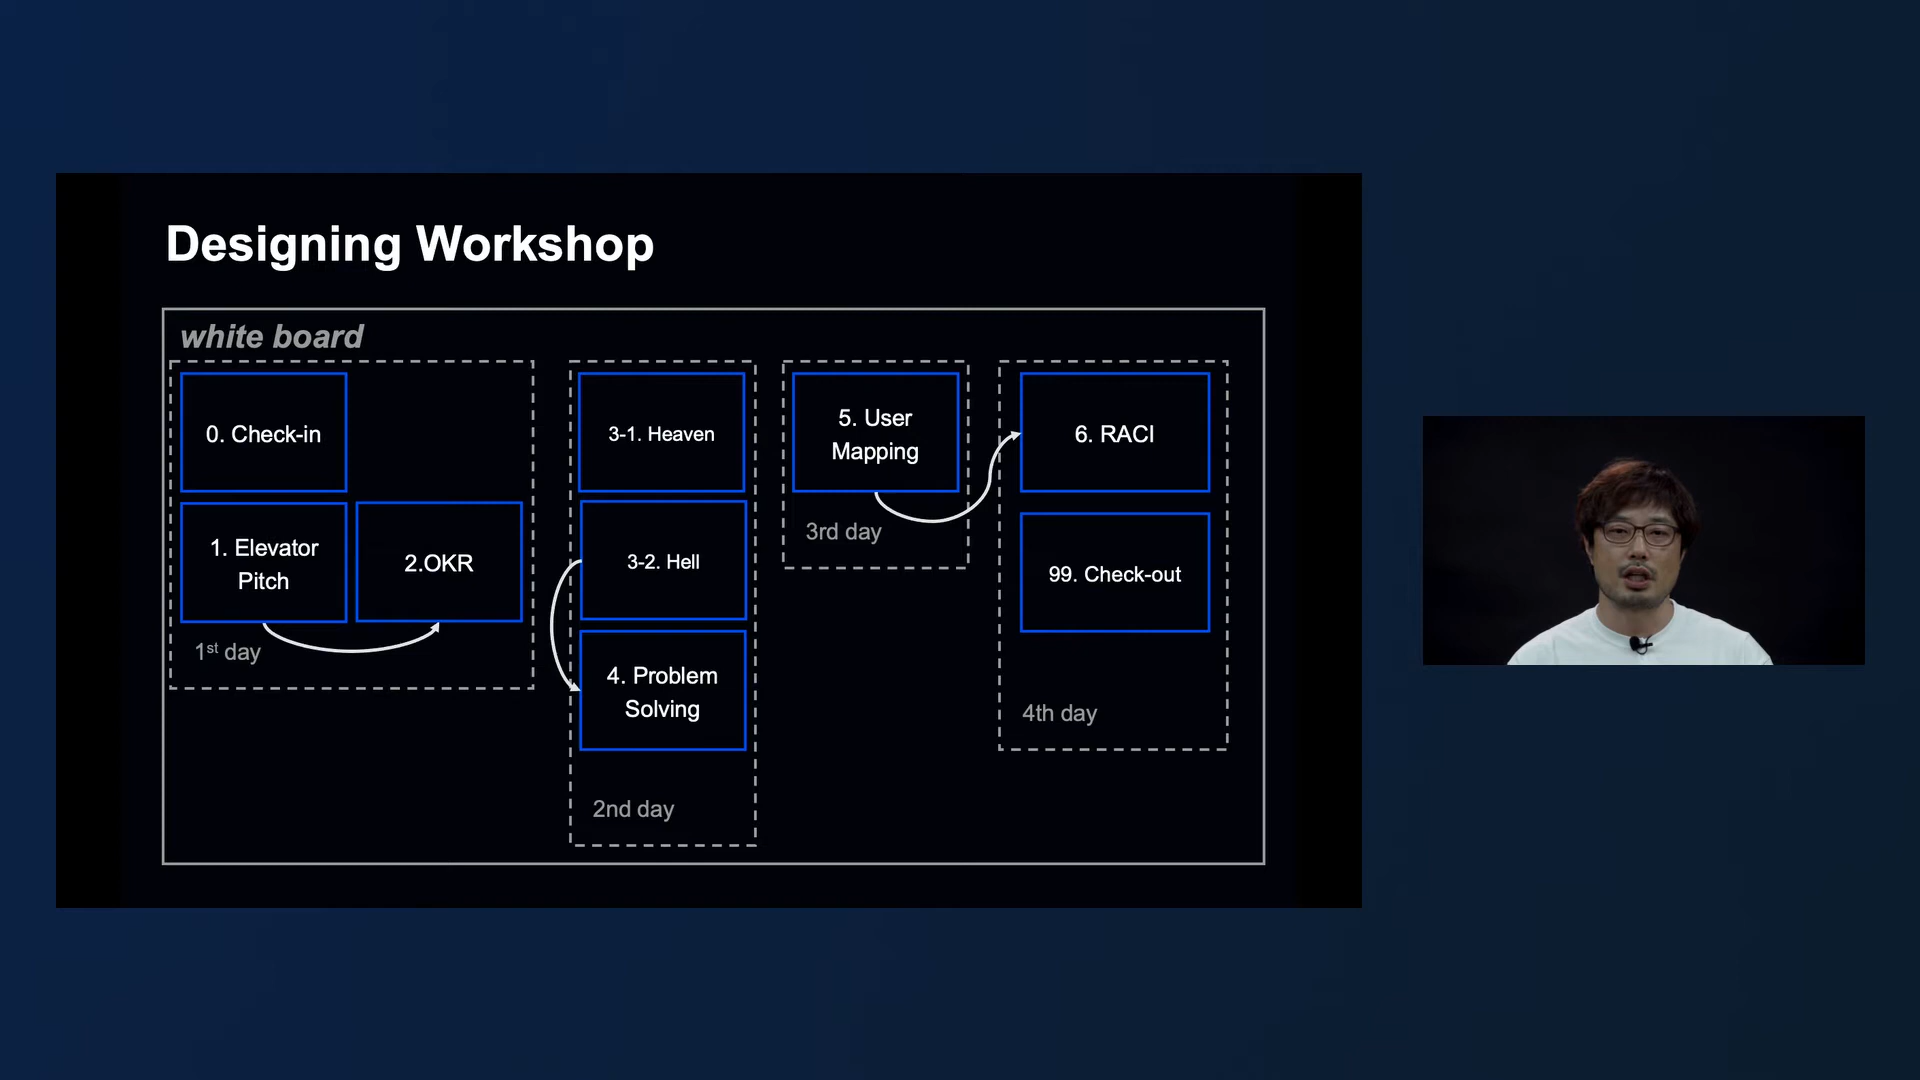 Designing Workshop
white board
0. Check-in
1. Elevator
Pitch
2.OKR
1st day
3-1. Heaven
3-2. Hell
4. Problem
Solving
2nd day
5. User
Mapping
3rd day
6. RACI
99. Check-out
4th day